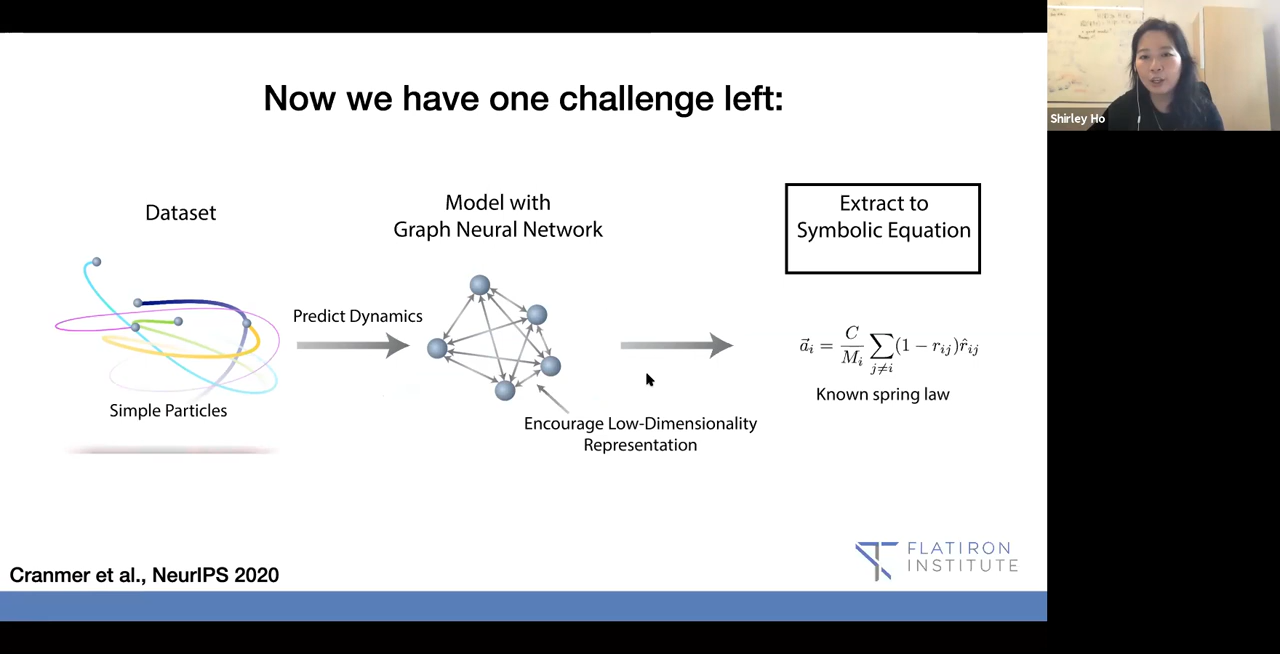 Now we have one challenge left:
Shirley Ho
Dataset
Model with
Graph Neural Network
Extract to
Symbolic Equation
Predict Dynamics
$\vec{a}_i = \frac{C}{M_i} \sum_{j \neq i} (1 - r_{ij}) \hat{r}_{ij}$
Known spring law
Simple Particles
Encourage Low-Dimensionality
Representation
FLATIRON
INSTITUTE
Cranmer et al., NeurIPS 2020